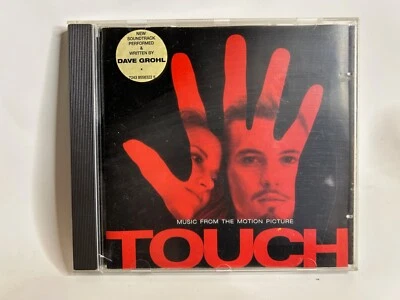 NEW
SOUNDTRACK
PERFORMED
&
WRITTEN BY
DAVE GROHL
MUSIC FROM THE MOTION PICTURE
TOUCH